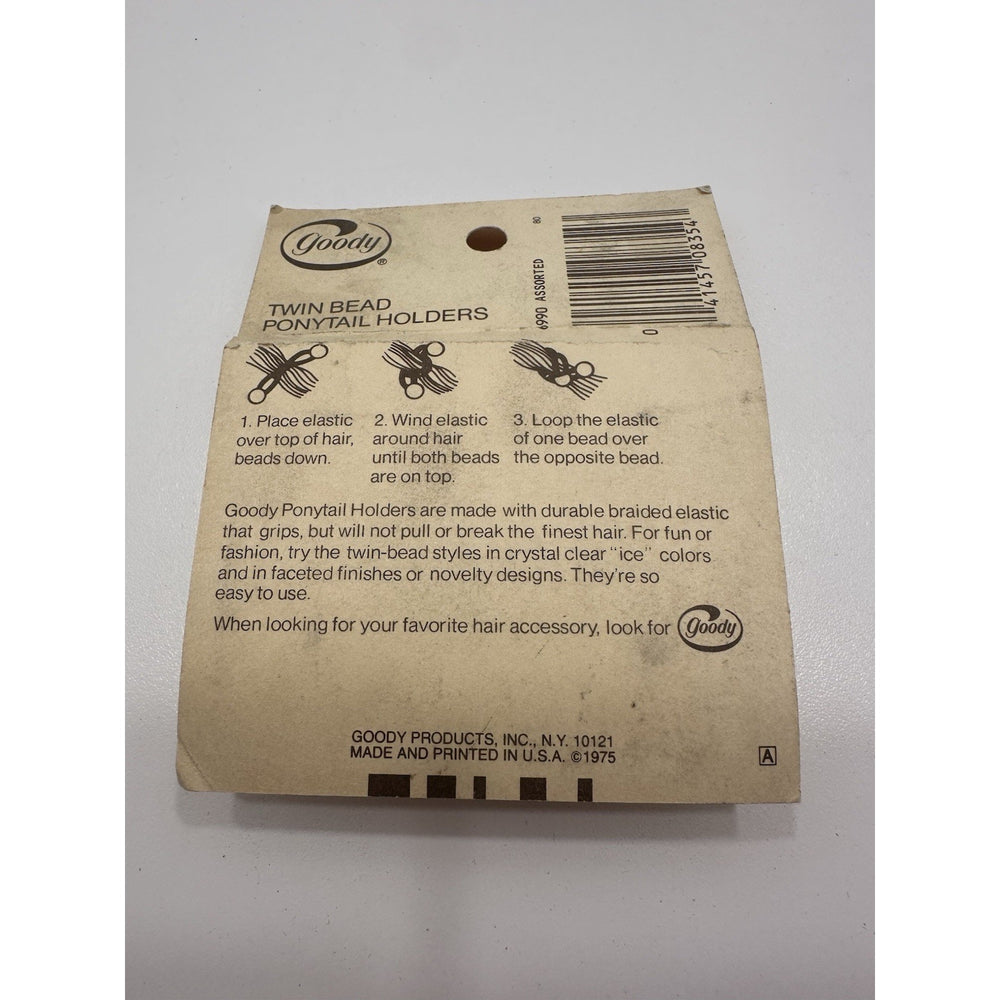 goody®
TWIN BEAD
PONYTAIL HOLDERS
6990 ASSORTED
80
0 41457 08354
1. Place elastic
over top of hair,
beads down.
2. Wind elastic
around hair
until both beads
are on top.
3. Loop the elastic
of one bead over
the opposite bead.
Goody Ponytail Holders are made with durable braided elastic
that grips, but will not pull or break the finest hair. For fun or
fashion, try the twin-bead styles in crystal clear "ice" colors
and in faceted finishes or novelty designs. They're so
easy to use.
When looking for your favorite hair accessory, look for goody
GOODY PRODUCTS, INC., N.Y. 10121
MADE AND PRINTED IN U.S.A. ©1975
A